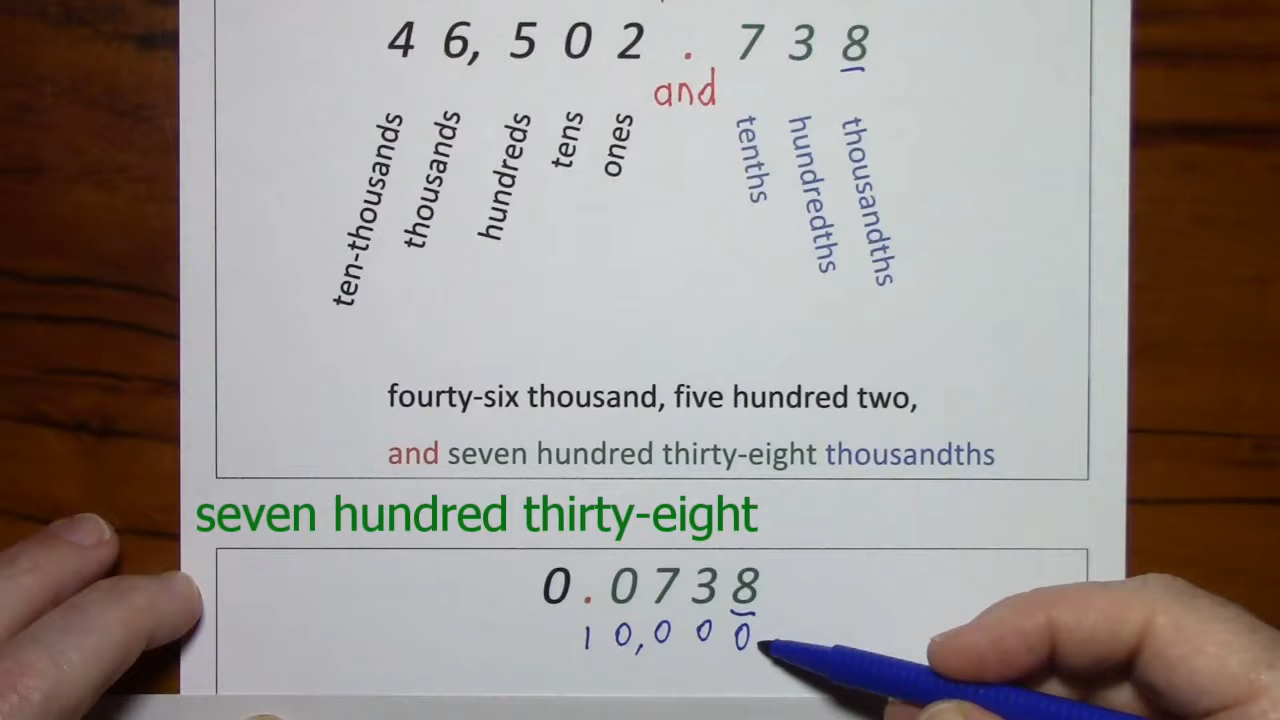 4 6, 5 0 2 . 7 3 8
and
ten-thousands
thousands
hundreds
tens
ones
tenths
hundredths
thousandths
fourty-six thousand, five hundred two,
and seven hundred thirty-eight thousandths
seven hundred thirty-eight
0 . 0 7 3 8
1 0, 0 0 0